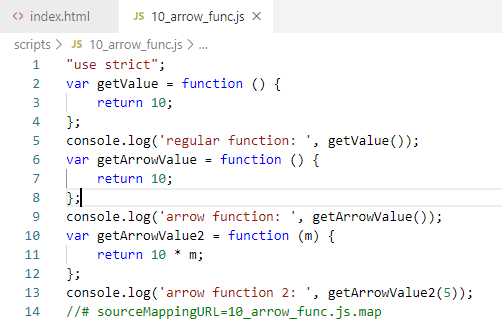 <> index.html
JS 10_arrow_func.js ×
scripts > JS 10_arrow_func.js > ...
1 "use strict";
2 var getValue = function () {
3     return 10;
4 };
5 console.log('regular function: ', getValue());
6 var getArrowValue = function () {
7     return 10;
8 };
9 console.log('arrow function: ', getArrowValue());
10 var getArrowValue2 = function (m) {
11     return 10 * m;
12 };
13 console.log('arrow function 2: ', getArrowValue2(5));
14 //# sourceMappingURL=10_arrow_func.js.map